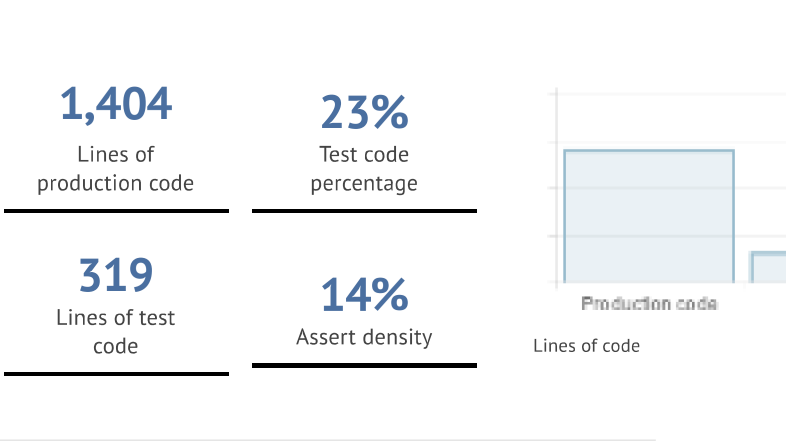 1,404
Lines of
production code
23%
Test code
percentage
319
Lines of test
code
14%
Assert density
Production code
Lines of code